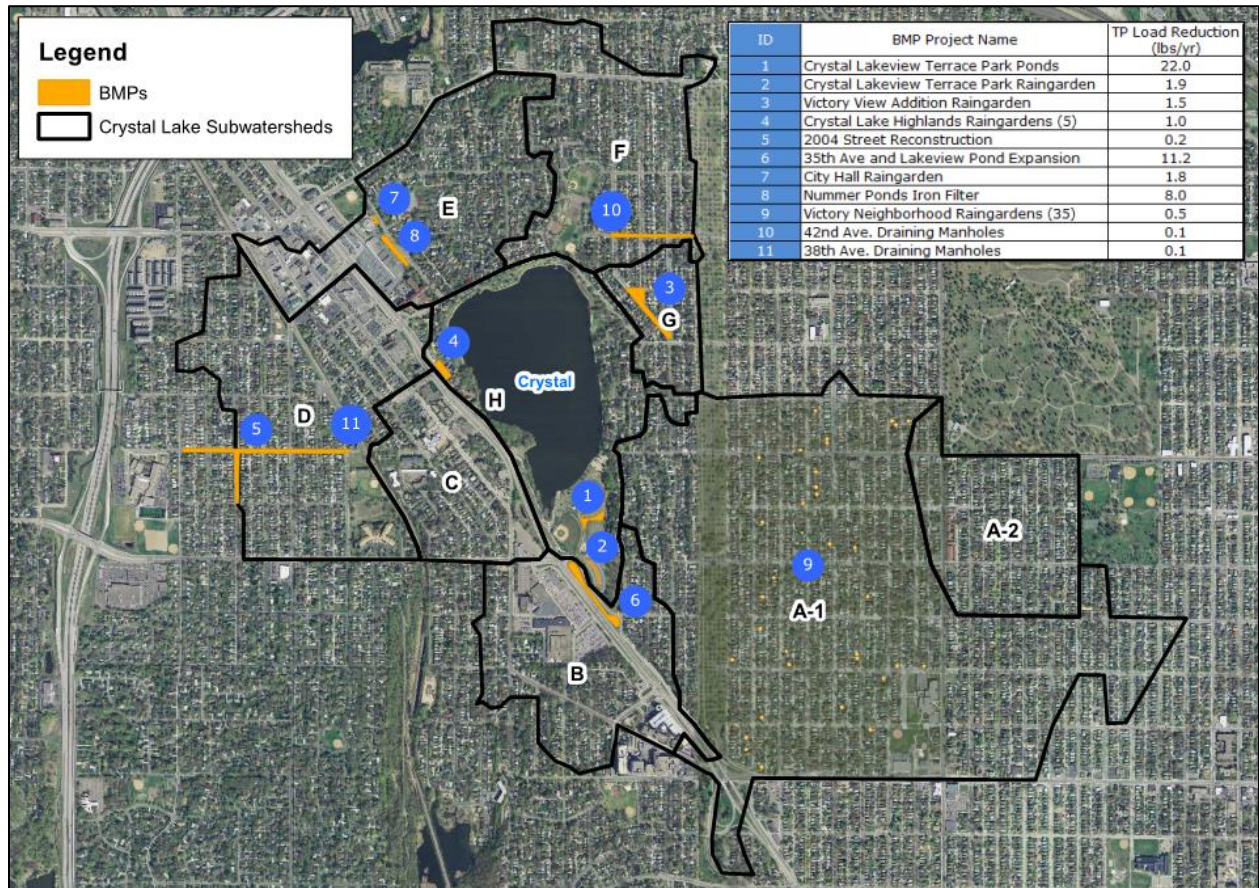 Legend
BMPs
Crystal Lake Subwatersheds
ID BMP Project Name TP Load Reduction (lbs/yr)
1 Crystal Lakeview Terrace Park Ponds 22.0
2 Crystal Lakeview Terrace Park Raingarden 1.9
3 Victory View Addition Raingarden 1.5
4 Crystal Lake Highlands Raingardens (5) 1.0
5 2004 Street Reconstruction 0.2
6 35th Ave and Lakeview Pond Expansion 11.2
7 City Hall Raingarden 1.8
8 Nummer Ponds Iron Filter 8.0
9 Victory Neighborhood Raingardens (35) 0.5
10 42nd Ave. Draining Manholes 0.1
11 38th Ave. Draining Manholes 0.1
F
7
E
10
8
3
G
4
Crystal
H
D
11
5
C
1
A-2
2
9
6
A-1
B